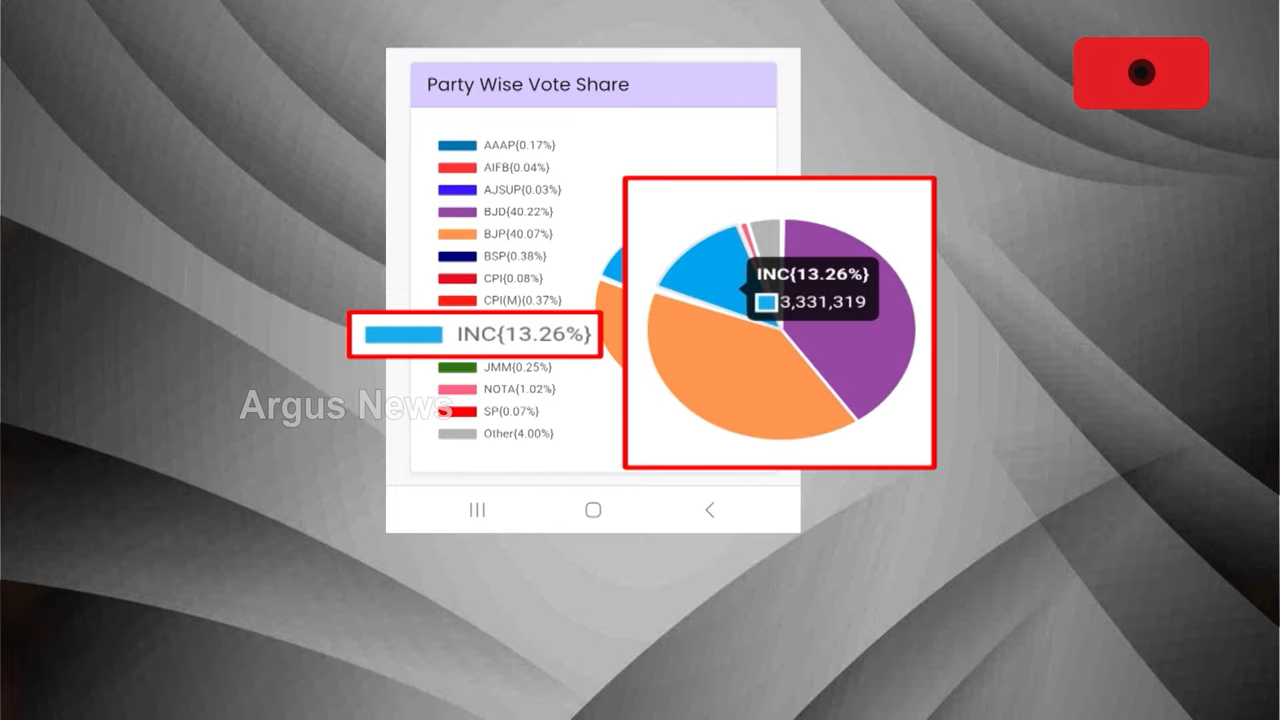 Party Wise Vote Share
AAAP{0.17%}
AIFB{0.04%}
AJSUP{0.03%}
BJD{40.22%}
BJP{40.07%}
BSP{0.38%}
CPI{0.08%}
CPI(M){0.37%}
INC{13.26%}
JMM{0.25%}
NOTA{1.02%}
SP{0.07%}
Other{4.00%}
INC{13.26%}
3,331,319
Argus News